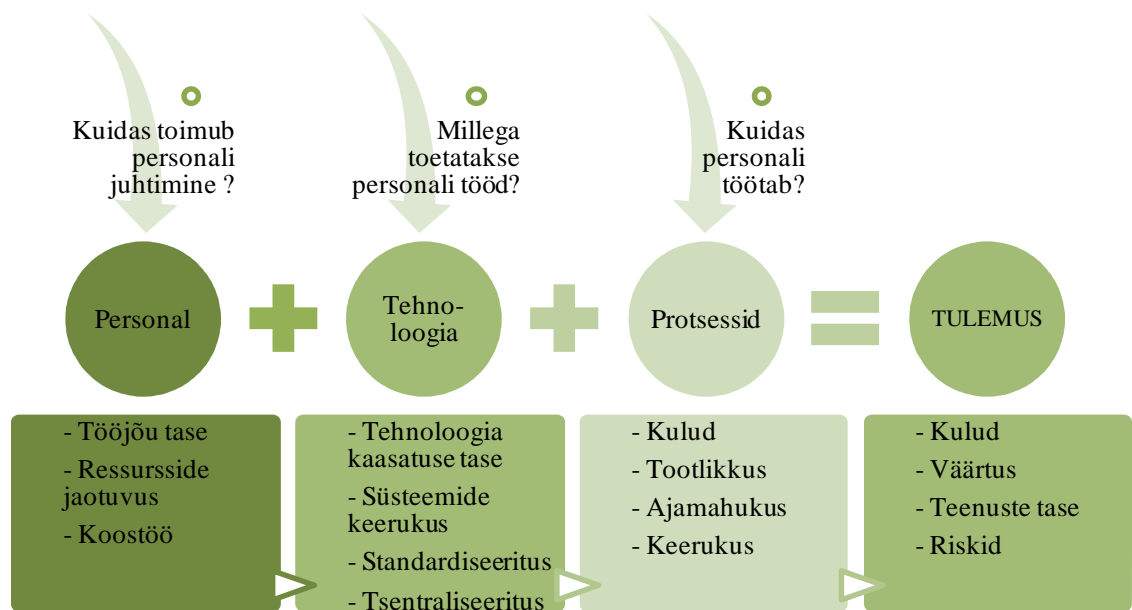 Kuidas toimub
personali
juhtimine ?
Millega
toetatakse
personali tööd?
Kuidas
personali
töötab?
Personal
Tehno-
loogia
Protsessid
TULEMUS
- Tööjõu tase
- Ressursside
jaotuvus
- Koostöö
- Tehnoloogia
kaasatuse tase
- Süsteemide
keerukus
- Standardiseeritus
- Tsentraliseeritus
- Kulud
- Tootlikkus
- Ajamahukus
- Keerukus
- Kulud
- Väärtus
- Teenuste tase
- Riskid